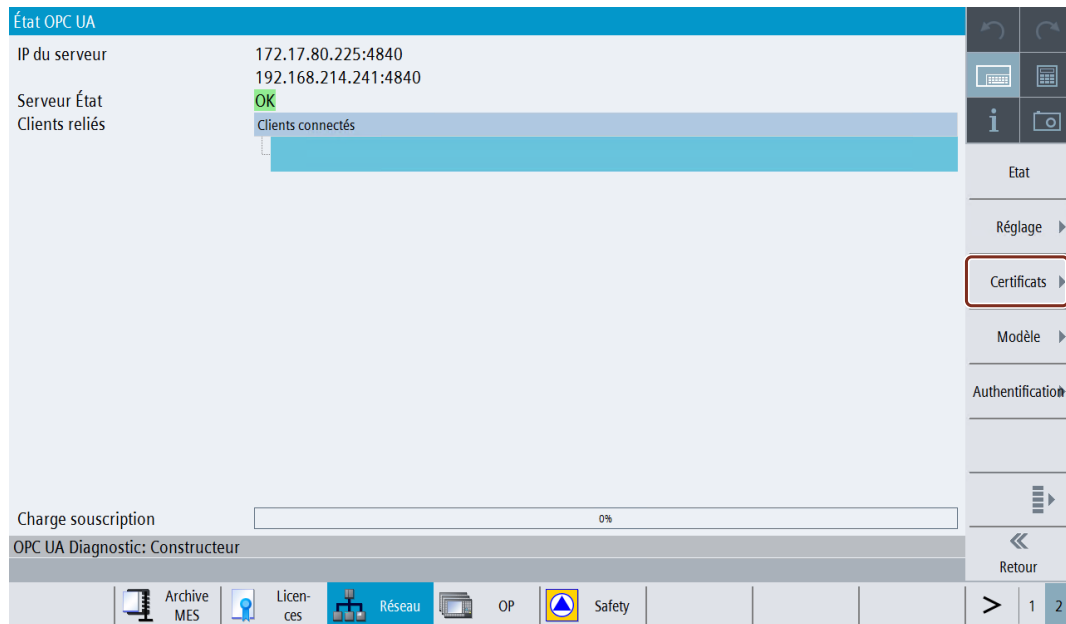 État OPC UA
IP du serveur
172.17.80.225:4840
192.168.214.241:4840
Serveur État
OK
Clients reliés
Clients connectés
Charge souscription
0%
OPC UA Diagnostic: Constructeur
i
Etat
Réglage
Certificats
Modèle
Authentification
Retour
Archive
MES
Licen-
ces
Réseau
OP
Safety
>
1
2